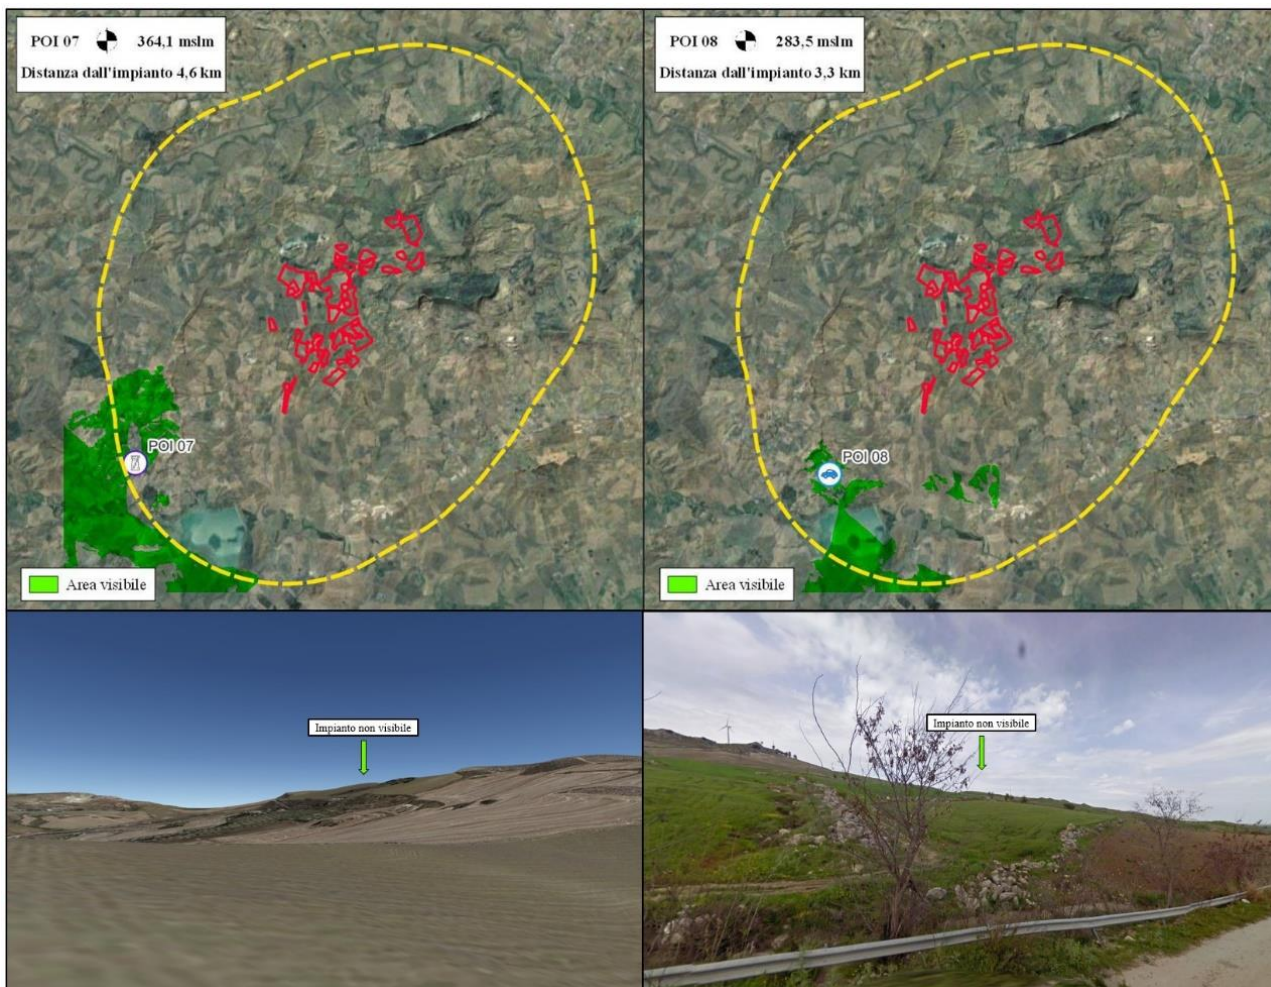 POI 07 364,1 mslm
Distanza dall'impianto 4,6 km
POI 07
Area visibile
POI 08 283,5 mslm
Distanza dall'impianto 3,3 km
POI 08
Area visibile
Impianto non visibile
Impianto non visibile